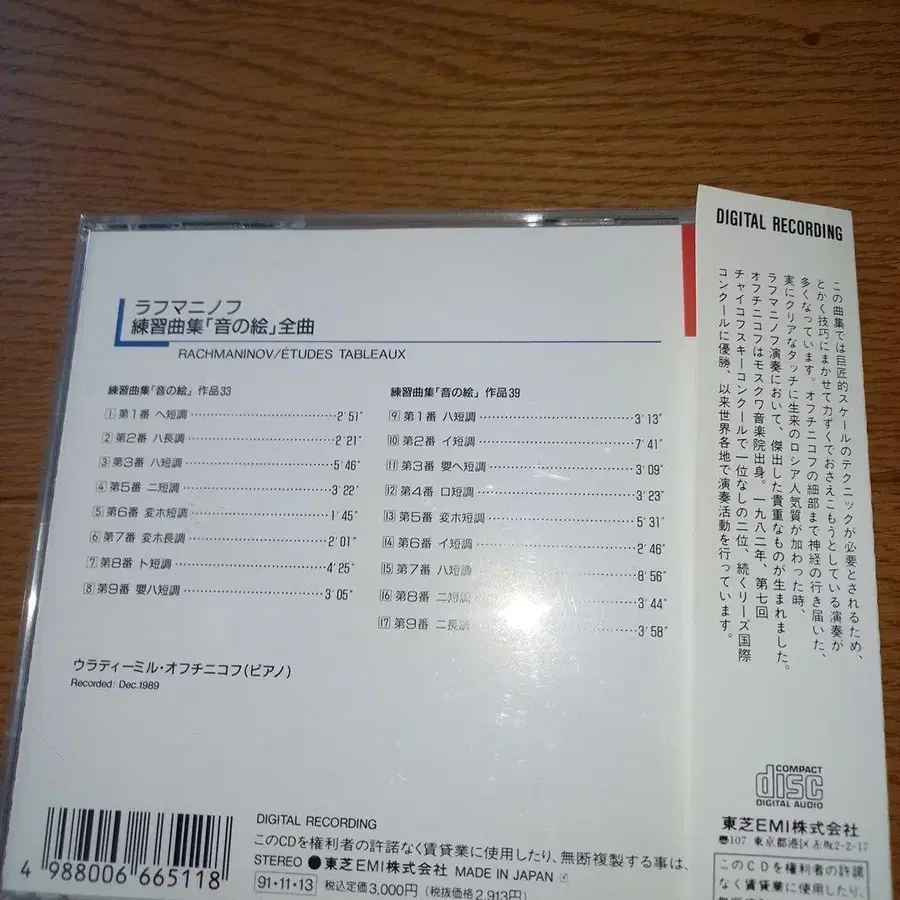 ラフマニノフ
練習曲集「音の絵」全曲
RACHMANINOV/ÉTUDES TABLEAUX
練習曲集「音の絵」作品33
1 第1番 ヘ短調 2'51"
2 第2番 ハ長調 2'21"
3 第3番 ハ短調 5'46"
4 第5番 ニ短調 3'22"
5 第6番 変ホ短調 1'45"
6 第7番 変ホ長調 2'01"
7 第8番 ト短調 4'25"
8 第9番 嬰ハ短調 3'05"
練習曲集「音の絵」作品39
9 第1番 ハ短調 3'13"
10 第2番 イ短調 7'41"
11 第3番 嬰ヘ短調 3'09"
12 第4番 ロ短調 3'23"
13 第5番 変ホ短調 5'31"
14 第6番 イ短調 2'46"
15 第7番 ハ短調 8'56"
16 第8番 ニ短調 3'44"
17 第9番 ニ長調 3'58"
ウラディーミル・オフチニコフ(ピアノ)
Recorded: Dec.1989
4 988006 665118
DIGITAL RECORDING
このCDを権利者の許諾なく賃貸業に使用したり、無断複製する事は、
STEREO ●東芝EMI株式会社 MADE IN JAPAN
91・11・13 税込定価3,000円(税抜価格2,913円)
DIGITAL RECORDING
この曲集では巨匠的スケールのテクニックが必要とされるため、
とかく技巧にまかせて力ずくでおさえこもうとしている演奏が
多くなっています。オフチニコフの細部まで神経の行き届いた、
実にクリアなタッチに生来のロシア人気質が加わった時、
ラフマニノフ演奏において、傑出した貴重なものが生まれました。
オフチニコフはモスクワ音楽院出身。一九八二年、第七回
チャイコフスキーコンクールで一位なしの二位、続くリーズ国際
コンクールに優勝、以来世界各地で演奏活動を行っています。
COMPACT
disc
DIGITAL AUDIO
東芝EMI株式会社
〠107 東京都港区赤坂2-2-17
このCDを権利者の許諾
なく賃貸業に使用したり、